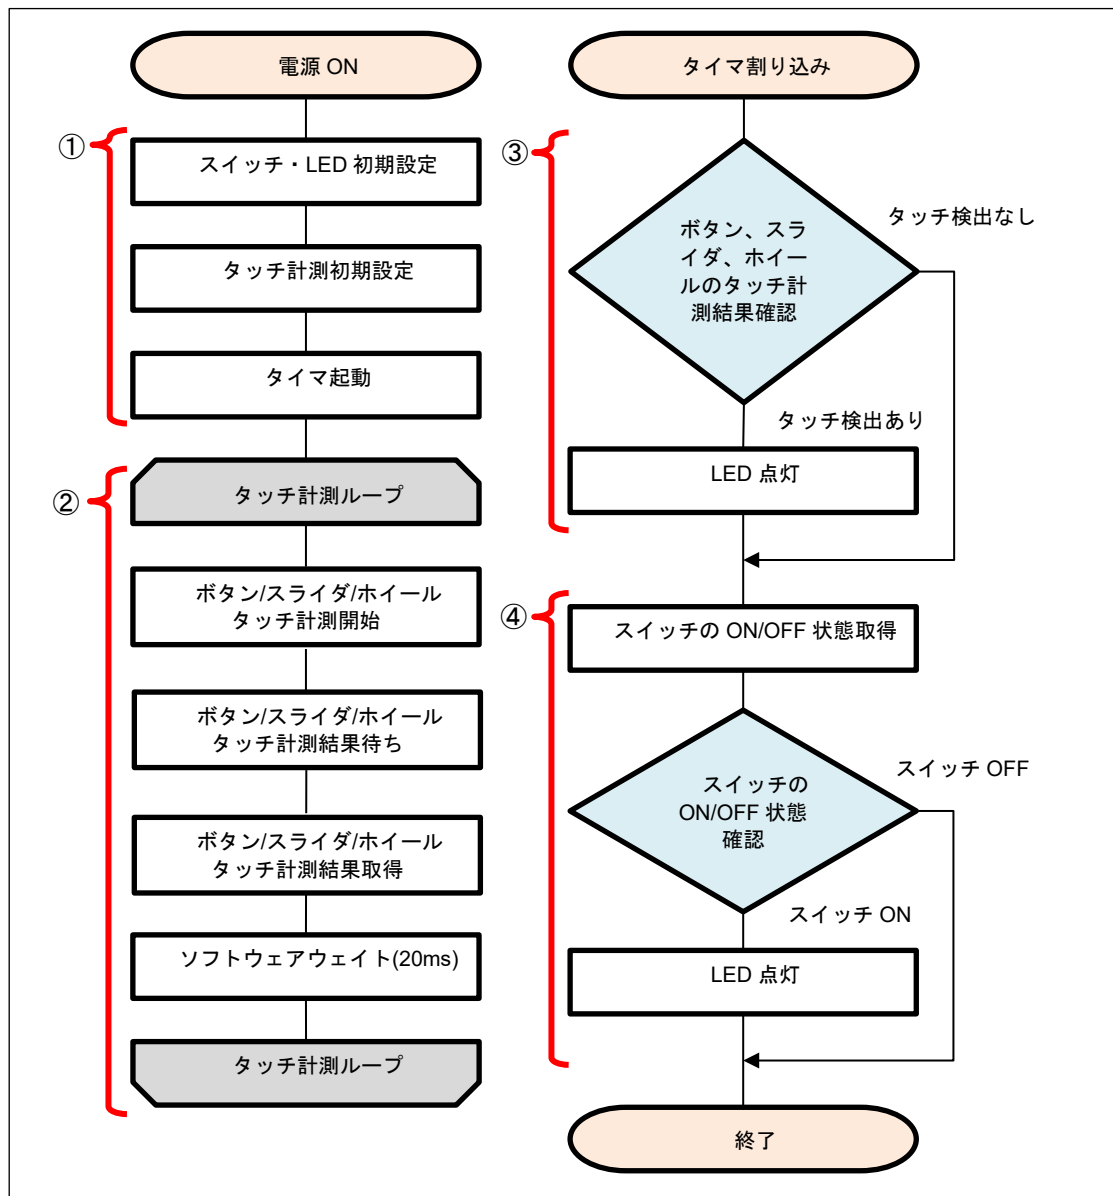 電源 ON
①
スイッチ・LED 初期設定
タッチ計測初期設定
タイマ起動
②
タッチ計測ループ
ボタン/スライダ/ホイール
タッチ計測開始
ボタン/スライダ/ホイール
タッチ計測結果待ち
ボタン/スライダ/ホイール
タッチ計測結果取得
ソフトウェアウェイト(20ms)
タッチ計測ループ
タイマ割り込み
③
ボタン、スラ
イダ、ホイー
ルのタッチ計
測結果確認
タッチ検出なし
タッチ検出あり
LED 点灯
④
スイッチの ON/OFF 状態取得
スイッチの
ON/OFF 状態
確認
スイッチ OFF
スイッチ ON
LED 点灯
終了